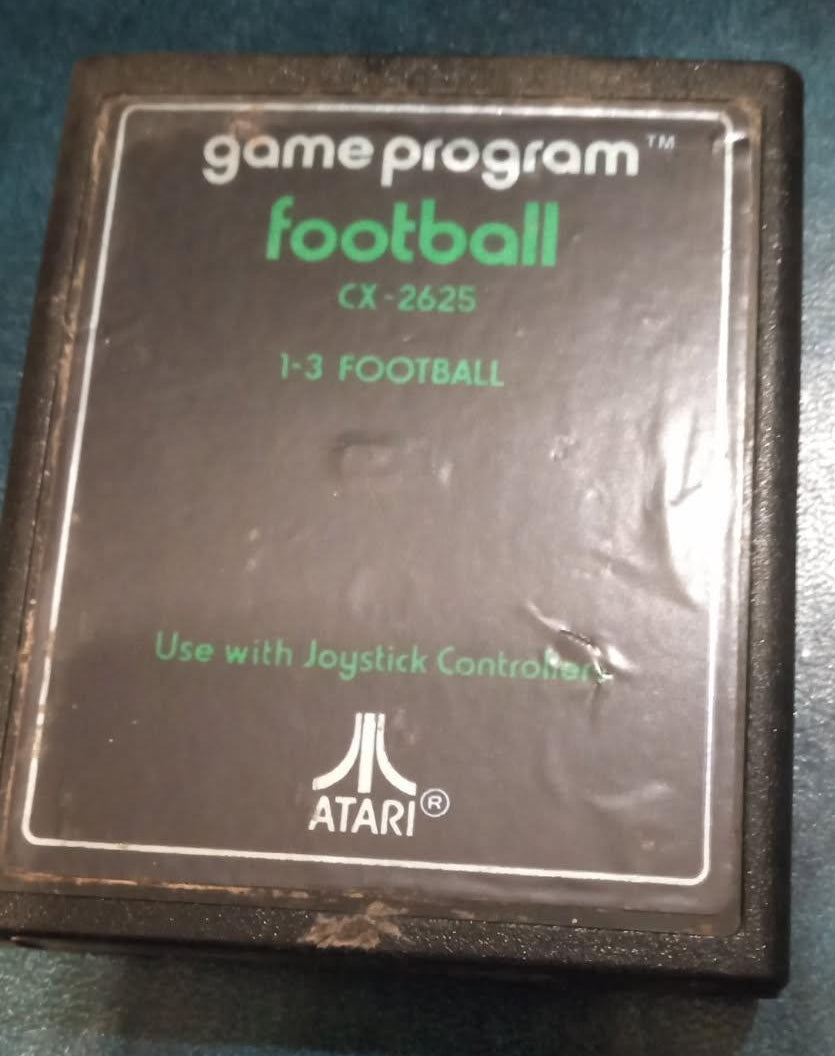 game program™
football
CX-2625
1-3 FOOTBALL
Use with Joystick Controllers
ATARI®